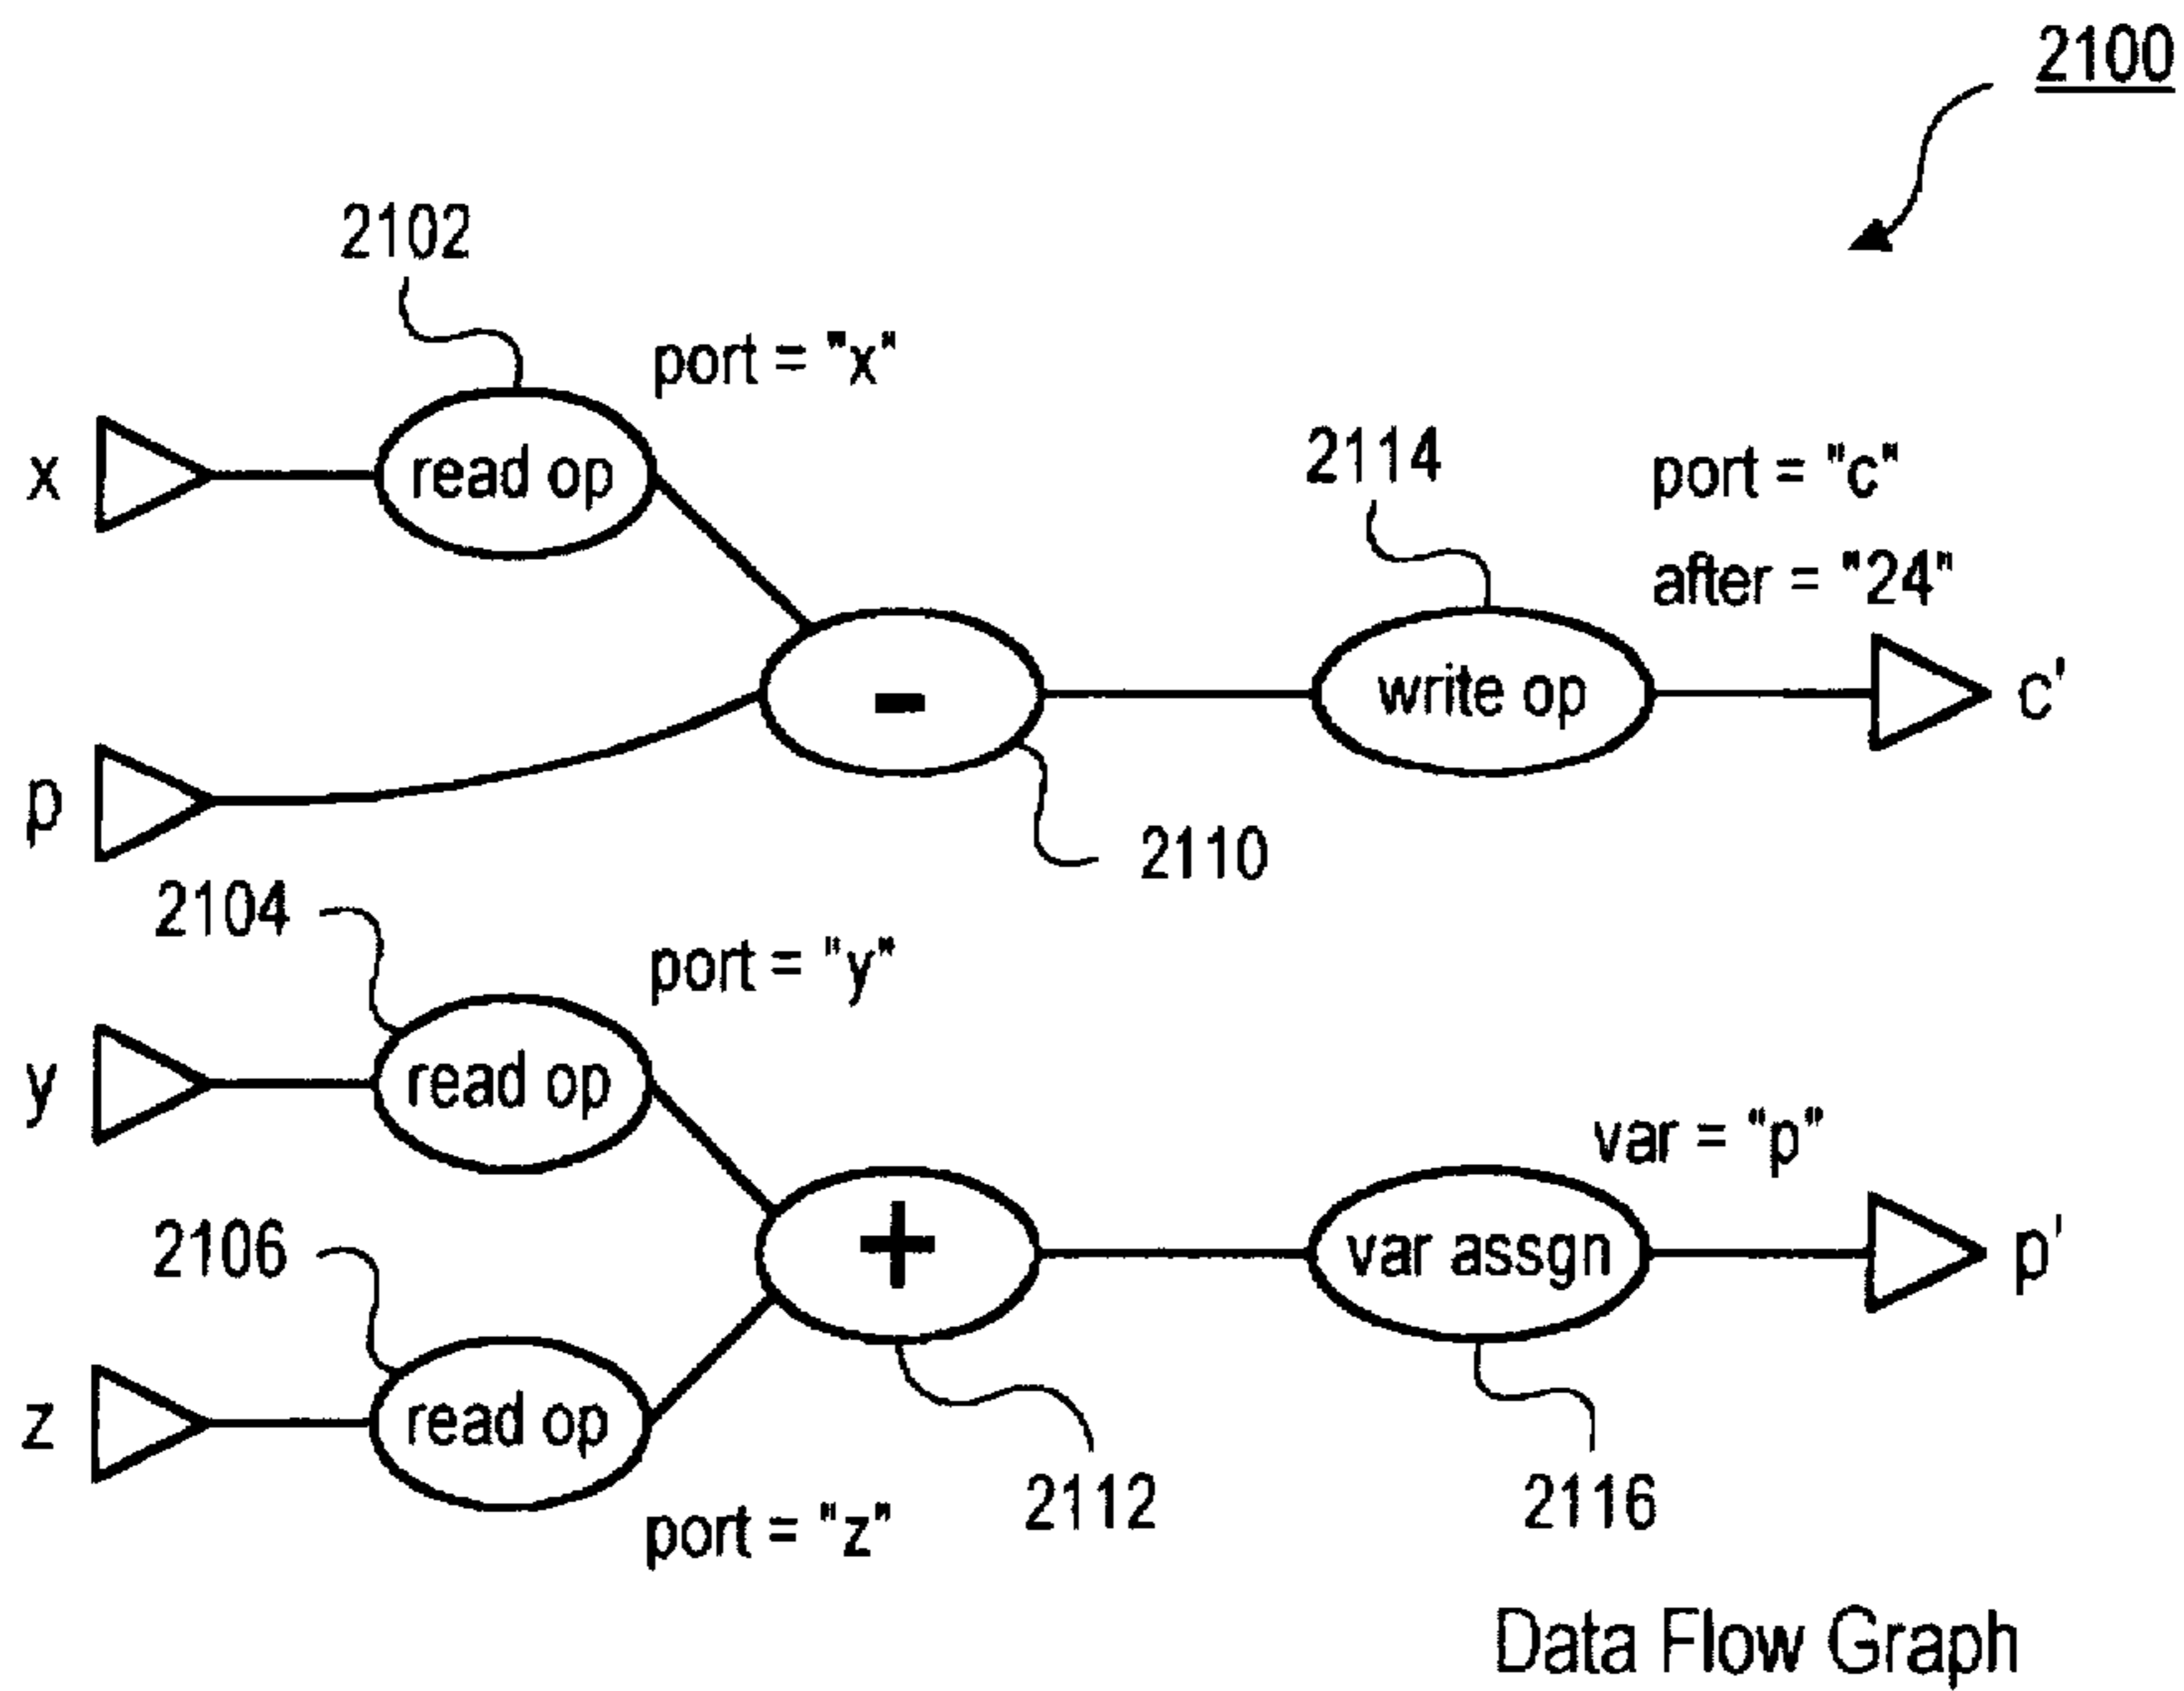 2100
2102
port = "x"
x
read op
2114
port = "c"
after = "24"
-
write op
c'
p
2110
2104
port = "y"
y
read op
var = "p"
2106
+
var assgn
p'
z
read op
port = "z"
2112
2116
Data Flow Graph